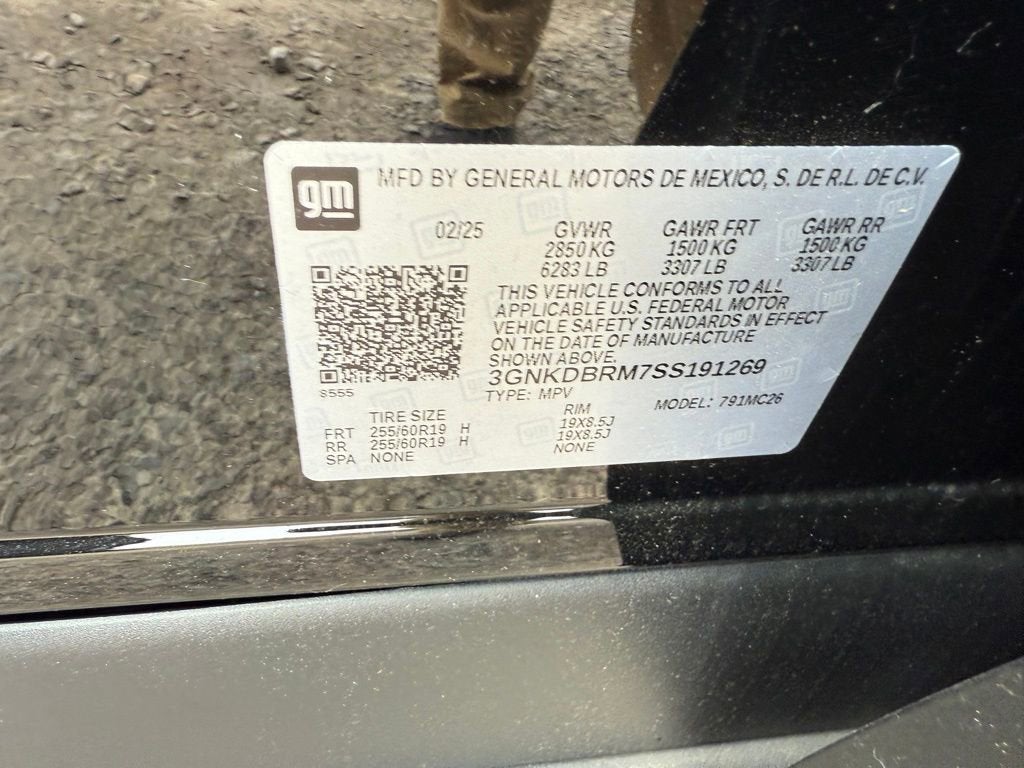 gm
MFD BY GENERAL MOTORS DE MEXICO, S. DE R.L. DE C.V.
02/25 GVWR GAWR FRT GAWR RR
2850 KG 1500 KG 1500 KG
6283 LB 3307 LB 3307 LB
THIS VEHICLE CONFORMS TO ALL
APPLICABLE U.S. FEDERAL MOTOR
VEHICLE SAFETY STANDARDS IN EFFECT
ON THE DATE OF MANUFACTURE
SHOWN ABOVE.
3GNKDBRM7SS191269
S555
TYPE: MPV MODEL: 791MC26
TIRE SIZE RIM
FRT 255/60R19 H 19X8.5J
RR 255/60R19 H 19X8.5J
SPA NONE NONE